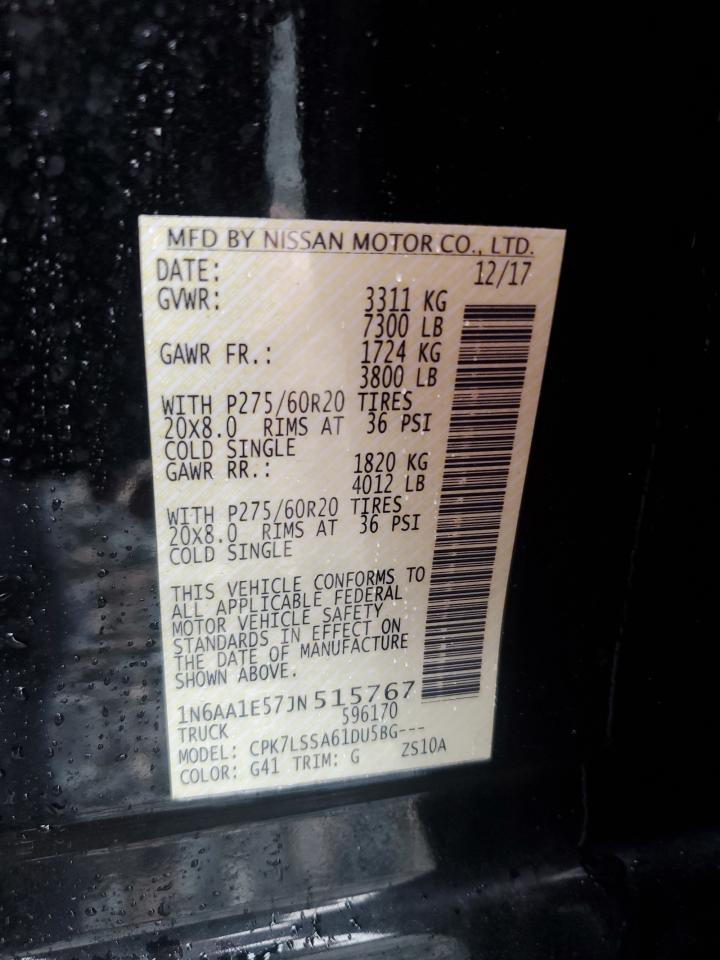 MFD BY NISSAN MOTOR CO., LTD.
DATE: 12/17
GVWR: 3311 KG
7300 LB
GAWR FR.: 1724 KG
3800 LB
WITH P275/60R20 TIRES
20X8.0 RIMS AT 36 PSI
COLD SINGLE
GAWR RR.: 1820 KG
4012 LB
WITH P275/60R20 TIRES
20X8.0 RIMS AT 36 PSI
COLD SINGLE
THIS VEHICLE CONFORMS TO
ALL APPLICABLE FEDERAL
MOTOR VEHICLE SAFETY
STANDARDS IN EFFECT ON
THE DATE OF MANUFACTURE
SHOWN ABOVE.
1N6AA1E57JN515767
TRUCK 596170
MODEL: CPK7LSSA61DU5BG---
COLOR: G41 TRIM: G ZS10A